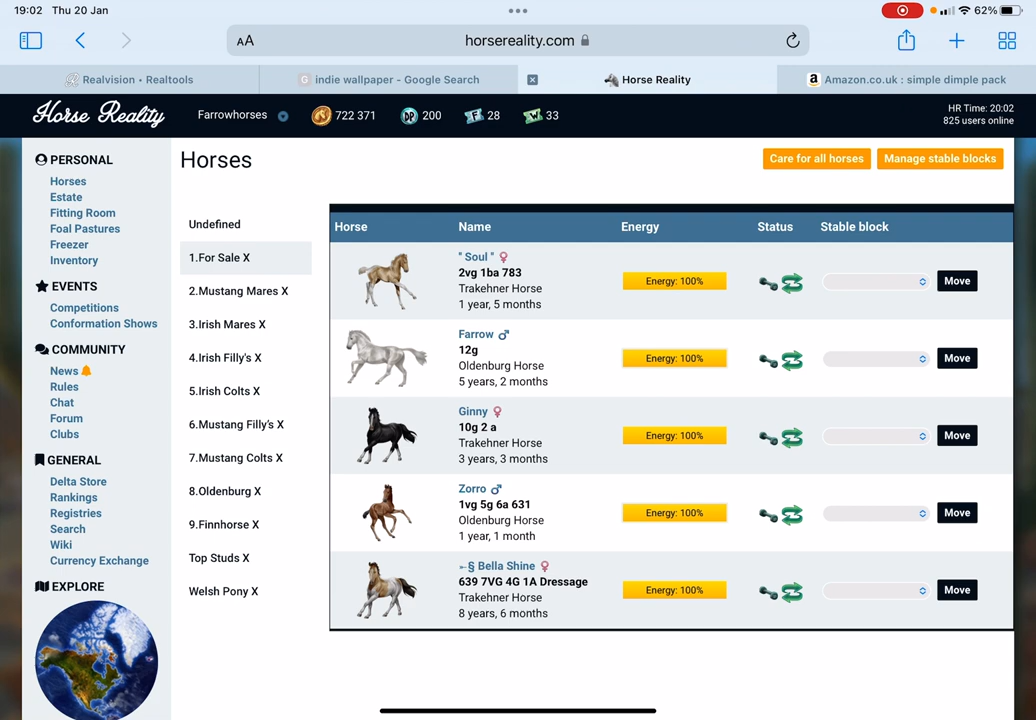 19:02 Thu 20 Jan
62%
AA
horsereality.com
Realvision • Realtools
G indie wallpaper - Google Search
Horse Reality
a Amazon.co.uk : simple dimple pack
Horse Reality
Farrowhorses
722 371
DP 200
F 28
W 33
HR Time: 20:02
825 users online
PERSONAL
Horses
Estate
Fitting Room
Foal Pastures
Freezer
Inventory
EVENTS
Competitions
Conformation Shows
COMMUNITY
News
Rules
Chat
Forum
Clubs
GENERAL
Delta Store
Rankings
Registries
Search
Wiki
Currency Exchange
EXPLORE
Horses
Care for all horses
Manage stable blocks
Undefined
1.For Sale X
2.Mustang Mares X
3.Irish Mares X
4.Irish Filly's X
5.Irish Colts X
6.Mustang Filly’s X
7.Mustang Colts X
8.Oldenburg X
9.Finnhorse X
Top Studs X
Welsh Pony X
Horse Name Energy Status Stable block
" Soul " ♀
2vg 1ba 783
Trakehner Horse
1 year, 5 months
Energy: 100%
Move
Farrow ♂
12g
Oldenburg Horse
5 years, 2 months
Energy: 100%
Move
Ginny ♀
10g 2 a
Trakehner Horse
3 years, 3 months
Energy: 100%
Move
Zorro ♂
1vg 5g 6a 631
Oldenburg Horse
1 year, 1 month
Energy: 100%
Move
➳§ Bella Shine ♀
639 7VG 4G 1A Dressage
Trakehner Horse
8 years, 6 months
Energy: 100%
Move